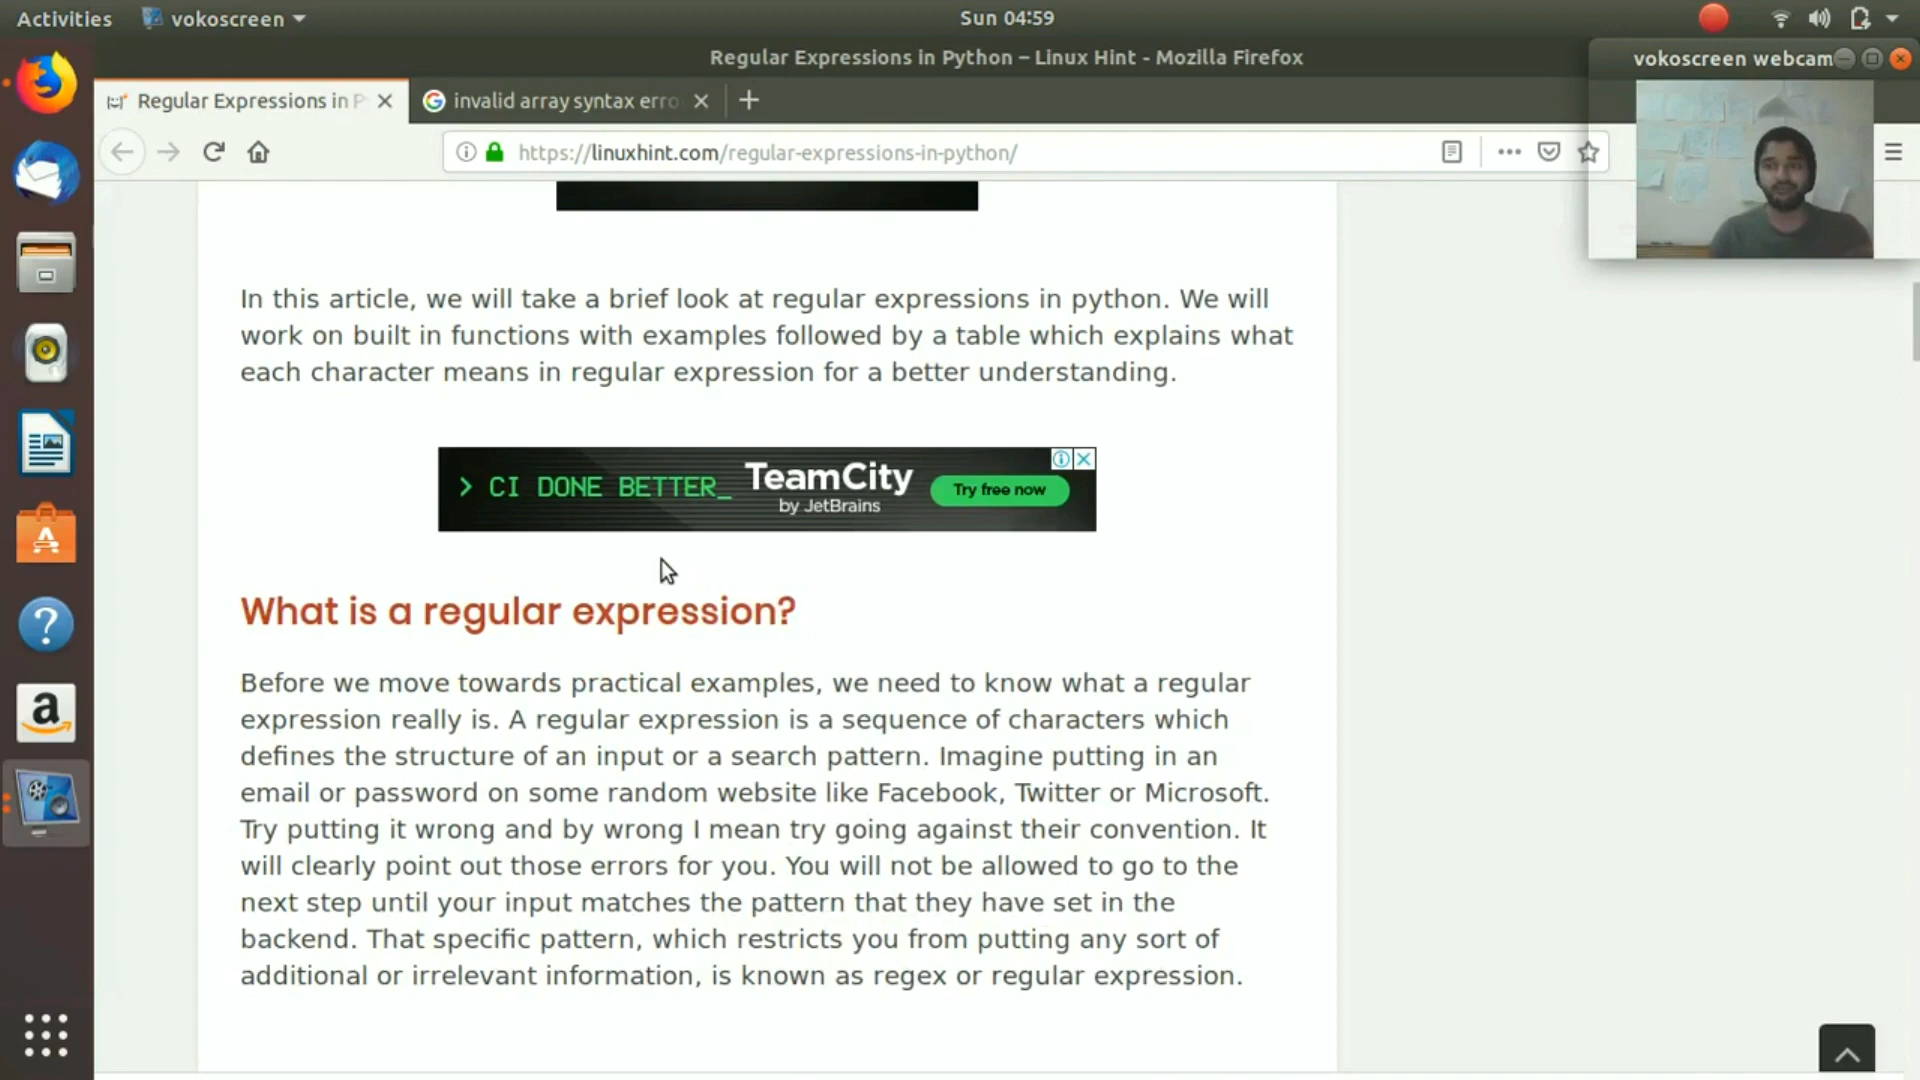 Activities
vokoscreen
Sun 04:59
Regular Expressions in Python – Linux Hint - Mozilla Firefox
vokoscreen webcam
Regular Expressions in P
invalid array syntax erro
https://linuxhint.com/regular-expressions-in-python/
In this article, we will take a brief look at regular expressions in python. We will
work on built in functions with examples followed by a table which explains what
each character means in regular expression for a better understanding.
> CI DONE BETTER_
TeamCity
by JetBrains
Try free now
What is a regular expression?
Before we move towards practical examples, we need to know what a regular
expression really is. A regular expression is a sequence of characters which
defines the structure of an input or a search pattern. Imagine putting in an
email or password on some random website like Facebook, Twitter or Microsoft.
Try putting it wrong and by wrong I mean try going against their convention. It
will clearly point out those errors for you. You will not be allowed to go to the
next step until your input matches the pattern that they have set in the
backend. That specific pattern, which restricts you from putting any sort of
additional or irrelevant information, is known as regex or regular expression.